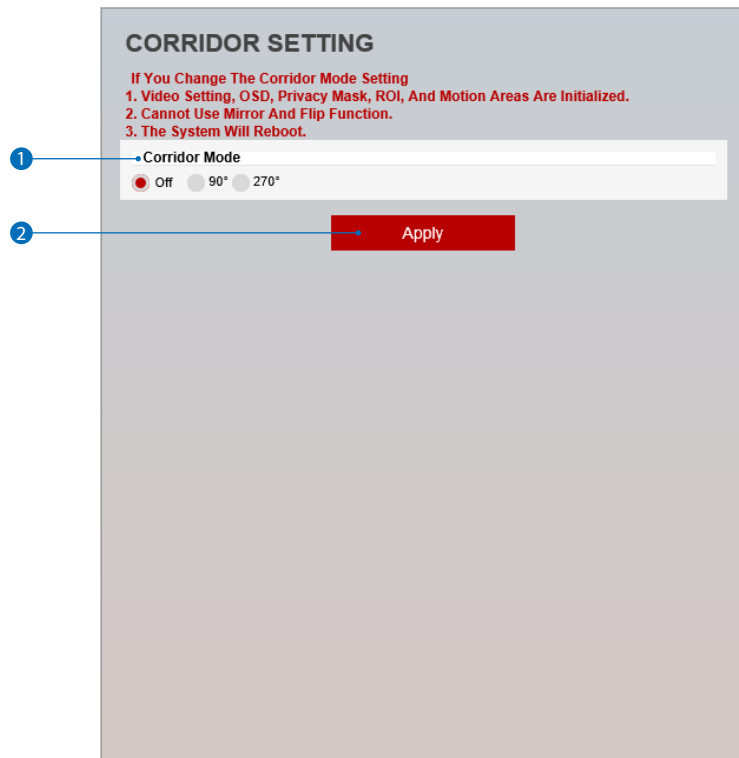 CORRIDOR SETTING
If You Change The Corridor Mode Setting
1. Video Setting, OSD, Privacy Mask, ROI, And Motion Areas Are Initialized.
2. Cannot Use Mirror And Flip Function.
3. The System Will Reboot.
1 Corridor Mode
Off 90° 270°
2 Apply